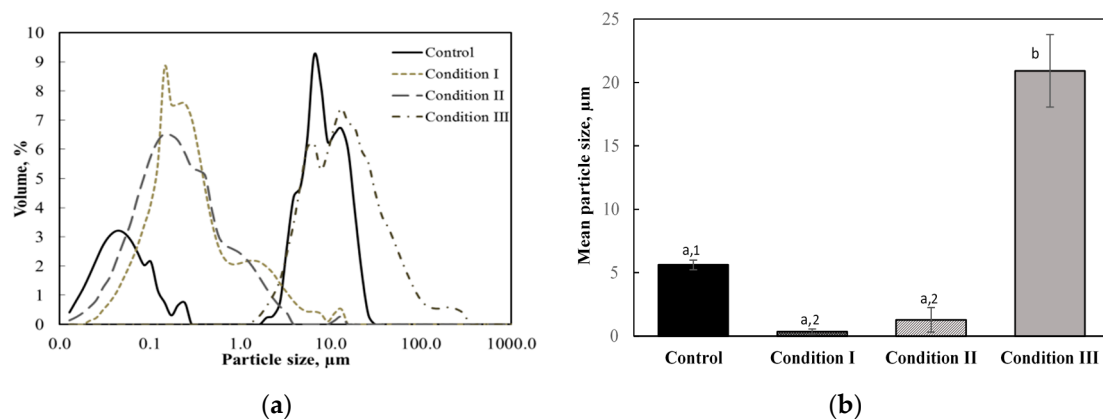 10
9
8
7
6
5
4
3
2
1
0
Volume, %
Control
Condition I
Condition II
Condition III
0.0 0.1 1.0 10.0 100.0 1000.0
Particle size, µm
(a)
25
20
15
10
5
0
Mean particle size, µm
a,1
a,2
a,2
b
Control Condition I Condition II Condition III
(b)